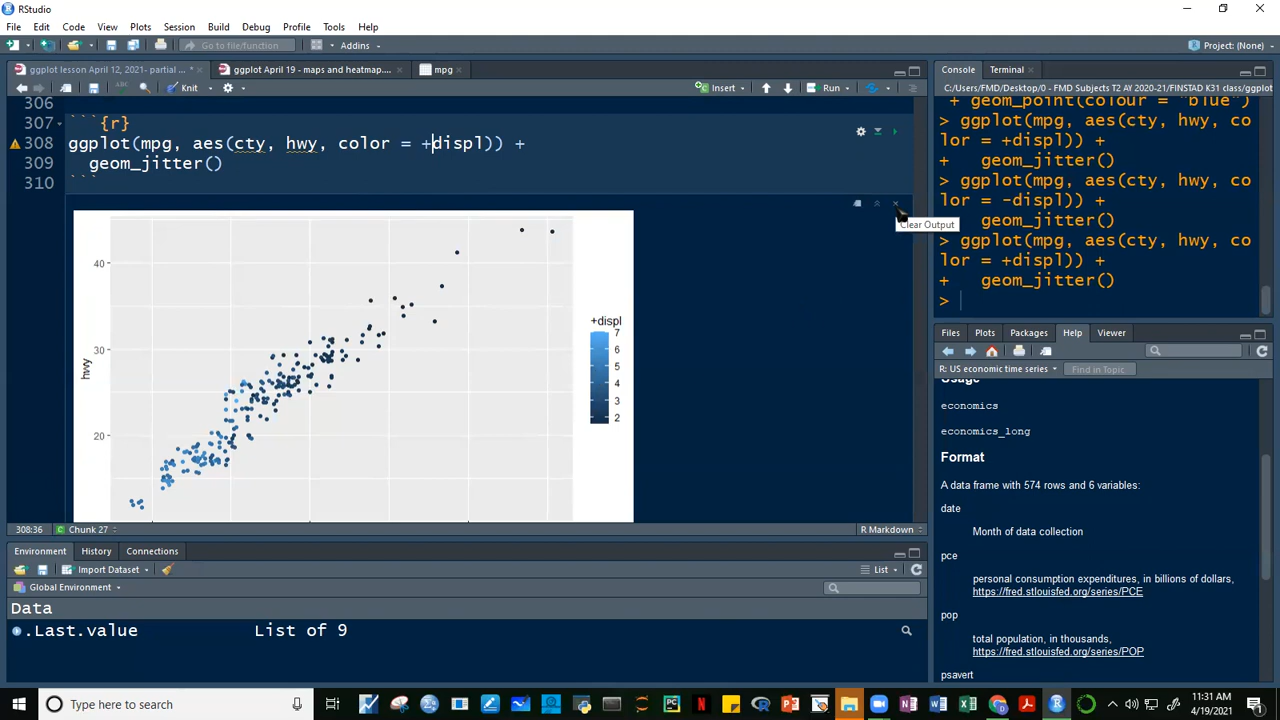 RStudio
File Edit Code View Plots Session Build Debug Profile Tools Help
Go to file/function Addins Project: (None)
ggplot lesson April 12, 2021- partial ... * ggplot April 19 - maps and heatmap.... mpg
Knit Insert Run
306
307 ```{r}
308 ggplot(mpg, aes(cty, hwy, color = +displ)) +
309 geom_jitter()
310 ```
Clear Output
hwy
40
30
20
+displ
7
6
5
4
3
2
308:36 Chunk 27 R Markdown
Environment History Connections
Import Dataset List
Global Environment
Data
.Last.value List of 9
Console Terminal
C:/Users/FMD/Desktop/0 - FMD Subjects T2 AY 2020-21/FINSTAD K31 class/ggplot
+ geom_point(colour = "blue")
> ggplot(mpg, aes(cty, hwy, co
lor = +displ)) +
+ geom_jitter()
> ggplot(mpg, aes(cty, hwy, co
lor = -displ)) +
+ geom_jitter()
> ggplot(mpg, aes(cty, hwy, co
lor = +displ)) +
+ geom_jitter()
>
Files Plots Packages Help Viewer
R: US economic time series Find in Topic
Usage
economics
economics_long
Format
A data frame with 574 rows and 6 variables:
date
Month of data collection
pce
personal consumption expenditures, in billions of dollars,
https://fred.stlouisfed.org/series/PCE
pop
total population, in thousands,
https://fred.stlouisfed.org/series/POP
psavert
Type here to search
11:31 AM
4/19/2021